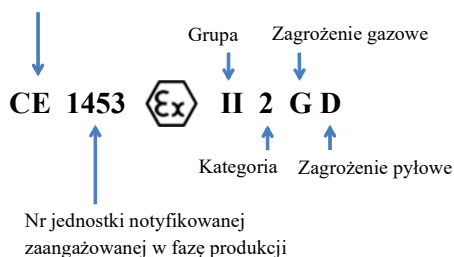 Grupa Zagrożenie gazowe
CE 1453 Ex II 2 G D
Kategoria Zagrożenie pyłowe
Nr jednostki notyfikowanej
zaangażowanej w fazę produkcji